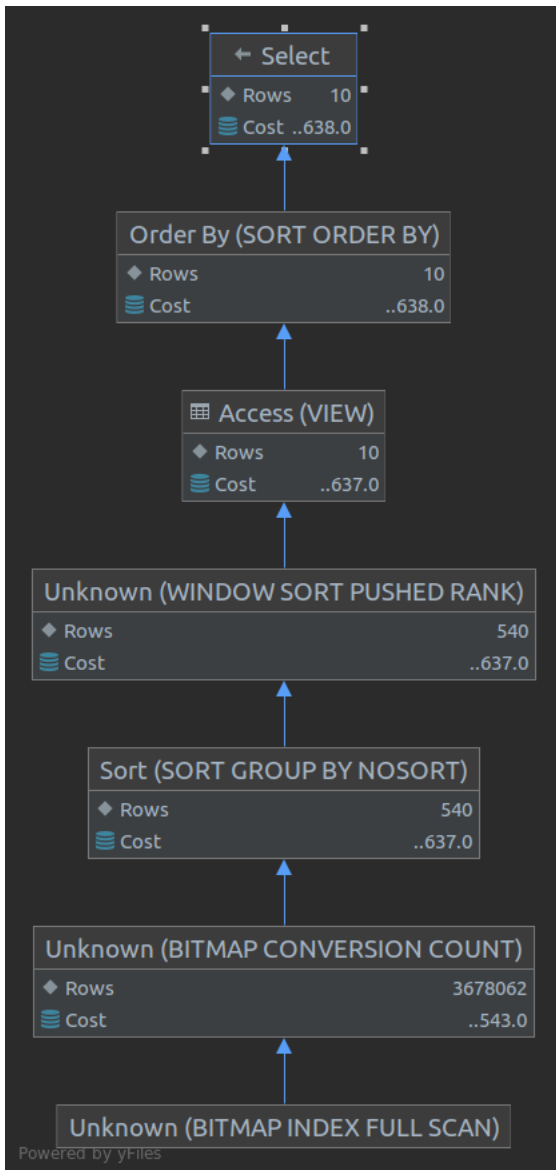 Select
Rows 10
Cost ..638.0
Order By (SORT ORDER BY)
Rows 10
Cost ..638.0
Access (VIEW)
Rows 10
Cost ..637.0
Unknown (WINDOW SORT PUSHED RANK)
Rows 540
Cost ..637.0
Sort (SORT GROUP BY NOSORT)
Rows 540
Cost ..637.0
Unknown (BITMAP CONVERSION COUNT)
Rows 3678062
Cost ..543.0
Unknown (BITMAP INDEX FULL SCAN)
Powered by yFiles